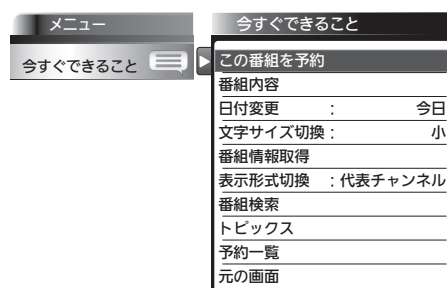 メニュー
今すぐできること
今すぐできること
この番組を予約
番組内容
日付変更 : 今日
文字サイズ切換 : 小
番組情報取得
表示形式切換 : 代表チャンネル
番組検索
トピックス
予約一覧
元の画面